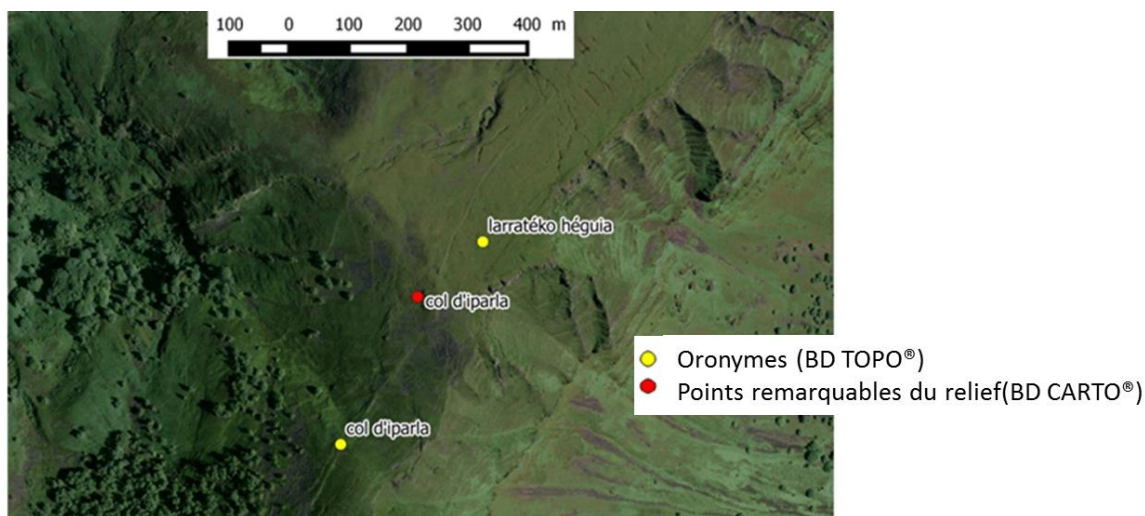 100 0 100 200 300 400 m
larratéko héguia
col d'iparla
col d'iparla
Oronymes (BD TOPO®)
Points remarquables du relief(BD CARTO®)